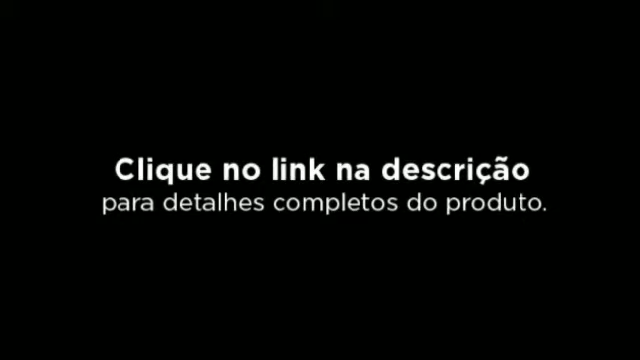 Clique no link na descrição
para detalhes completos do produto.